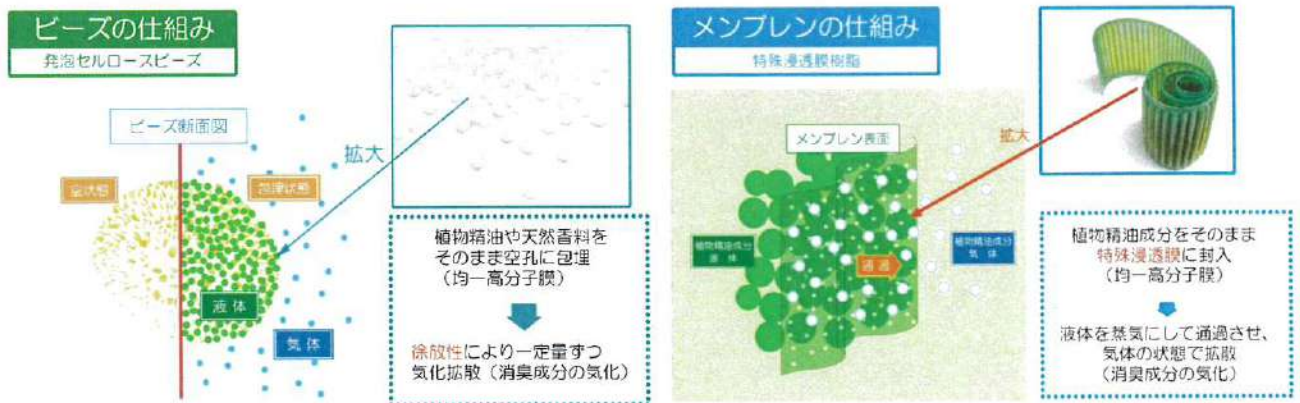 ビーズの仕組み
発泡セルロースビーズ
ビーズ断面図
空状態
包埋状態
拡大
液体
気体
植物精油や天然香料を
そのまま空孔に包埋
（均一高分子膜）
徐放性により一定量ずつ
気化拡散（消臭成分の気化）
メンブレンの仕組み
特殊浸透膜樹脂
メンブレン表面
拡大
植物精油成分
液体
通過
植物精油成分
気体
植物精油成分をそのまま
特殊浸透膜に封入
（均一高分子膜）
液体を蒸気にして通過させ、
気体の状態で拡散
（消臭成分の気化）